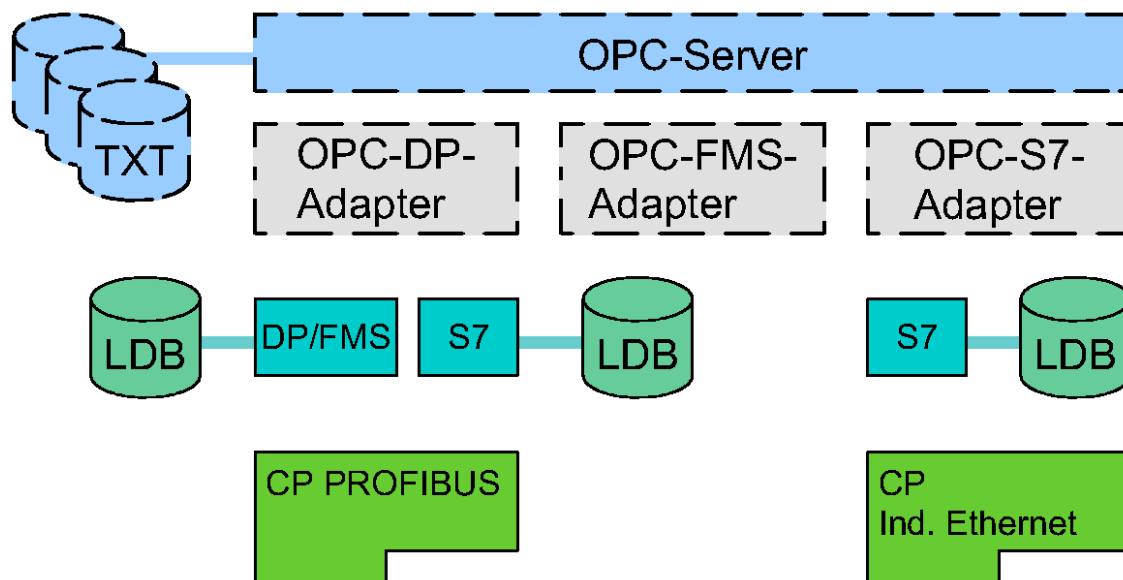 OPC-Server
TXT
OPC-DP-
Adapter
OPC-FMS-
Adapter
OPC-S7-
Adapter
LDB
DP/FMS
S7
LDB
S7
LDB
CP PROFIBUS
CP
Ind. Ethernet